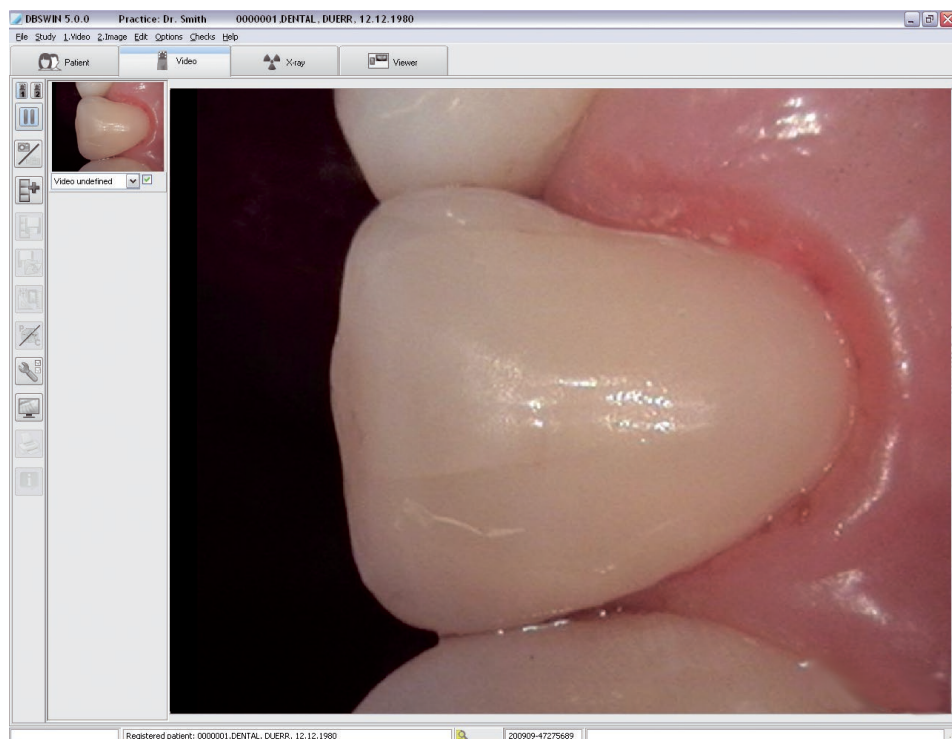 DBSWIN 5.0.0 Practice: Dr. Smith 0000001,DENTAL, DUERR, 12.12.1980
File Study 1.Video 2.Image Edit Options Checks Help
Patient Video X-ray Viewer
1 2
Video undefined
Registered patient: 0000001,DENTAL, DUERR, 12.12.1980 200909-47275689